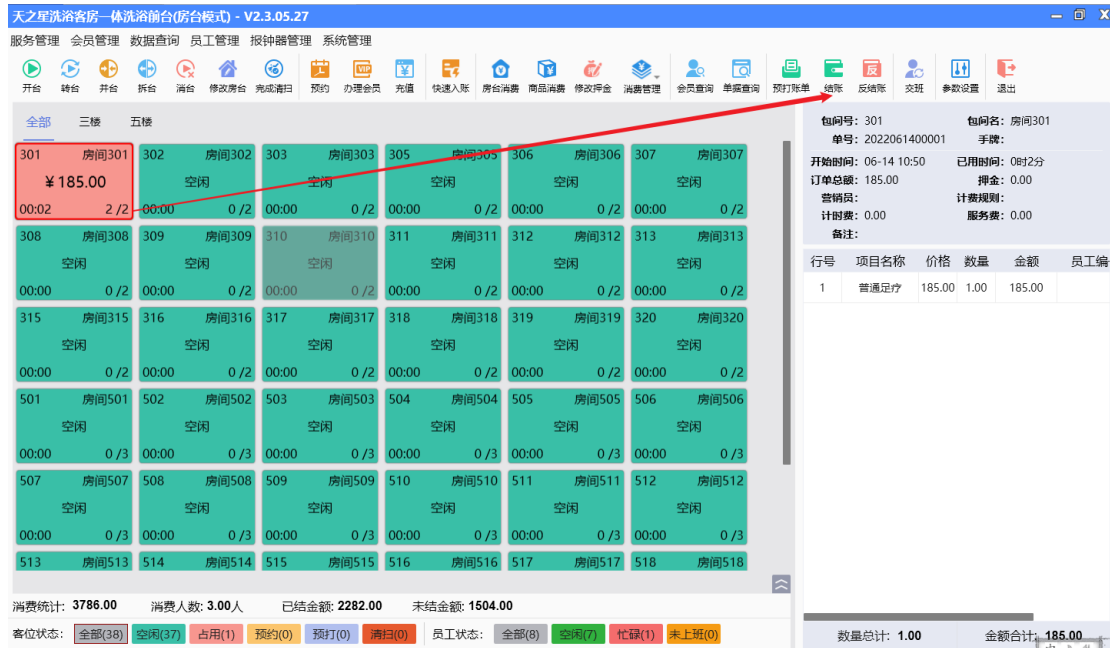 天之星洗浴客房一体洗浴前台(房台模式) - V2.3.05.27
服务管理 会员管理 数据查询 员工管理 报钟器管理 系统管理
开台 转台 并台 拆台 消台 修改房台 完成清扫 预约 办理会员 充值 快速入账 房台消费 商品消费 修改押金 消费管理 会员查询 单据查询 预打账单 结账 反结账 交班 参数设置 退出
全部 三楼 五楼
301 房间301 302 房间302 303 房间303 305 房间305 306 房间306 307 房间307
¥185.00 空闲 空闲 空闲 空闲 空闲
00:02 2 /2 00:00 0 /2 00:00 0 /2 00:00 0 /2 00:00 0 /2 00:00 0 /2
308 房间308 309 房间309 310 房间310 311 房间311 312 房间312 313 房间313
空闲 空闲 空闲 空闲 空闲 空闲
00:00 0 /2 00:00 0 /2 00:00 0 /2 00:00 0 /2 00:00 0 /2 00:00 0 /2
315 房间315 316 房间316 317 房间317 318 房间318 319 房间319 320 房间320
空闲 空闲 空闲 空闲 空闲 空闲
00:00 0 /2 00:00 0 /2 00:00 0 /2 00:00 0 /2 00:00 0 /2 00:00 0 /2
501 房间501 502 房间502 503 房间503 504 房间504 505 房间505 506 房间506
空闲 空闲 空闲 空闲 空闲 空闲
00:00 0 /3 00:00 0 /3 00:00 0 /3 00:00 0 /3 00:00 0 /3 00:00 0 /3
507 房间507 508 房间508 509 房间509 510 房间510 511 房间511 512 房间512
空闲 空闲 空闲 空闲 空闲 空闲
00:00 0 /3 00:00 0 /3 00:00 0 /3 00:00 0 /3 00:00 0 /3 00:00 0 /3
513 房间513 514 房间514 515 房间515 516 房间516 517 房间517 518 房间518
消费统计: 3786.00 消费人数: 3.00人 已结金额: 2282.00 未结金额: 1504.00
客位状态: 全部(38) 空闲(37) 占用(1) 预约(0) 预打(0) 清扫(0) 员工状态: 全部(8) 空闲(7) 忙碌(1) 未上班(0)
包间号: 301 包间名: 房间301
单号: 2022061400001 手牌:
开始时间: 06-14 10:50 已用时间: 0时2分
订单总额: 185.00 押金: 0.00
营销员: 计费规则:
计时费: 0.00 服务费: 0.00
备注:
行号 项目名称 价格 数量 金额 员工编
1 普通足疗 185.00 1.00 185.00
数量总计: 1.00 金额合计: 185.00